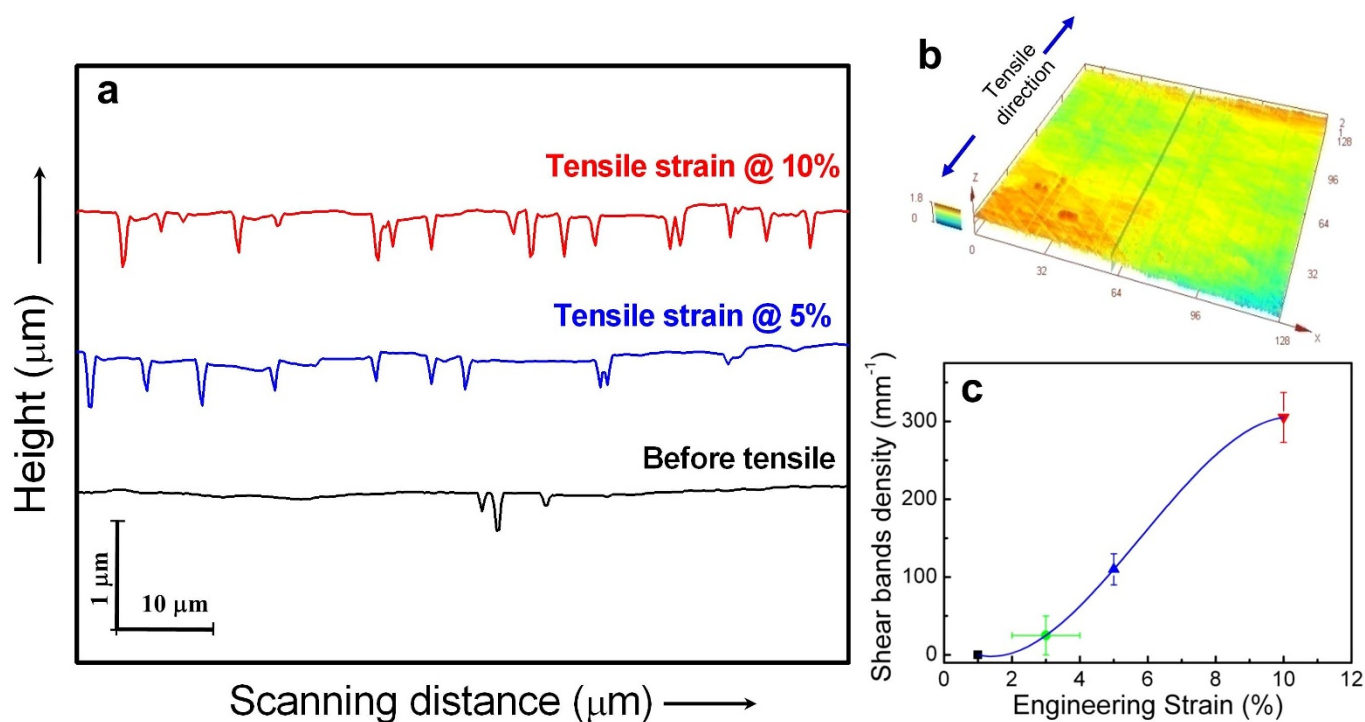 a
Tensile strain @ 10%
Tensile strain @ 5%
Before tensile
Height (μm)
1 μm
10 μm
Scanning distance (μm)
b
Tensile
direction
Z
1.8
0
0
32
64
96
128
X
2
1
128
96
64
32
c
Shear bands density (mm⁻¹)
300
200
100
0
0 2 4 6 8 10 12
Engineering Strain (%)